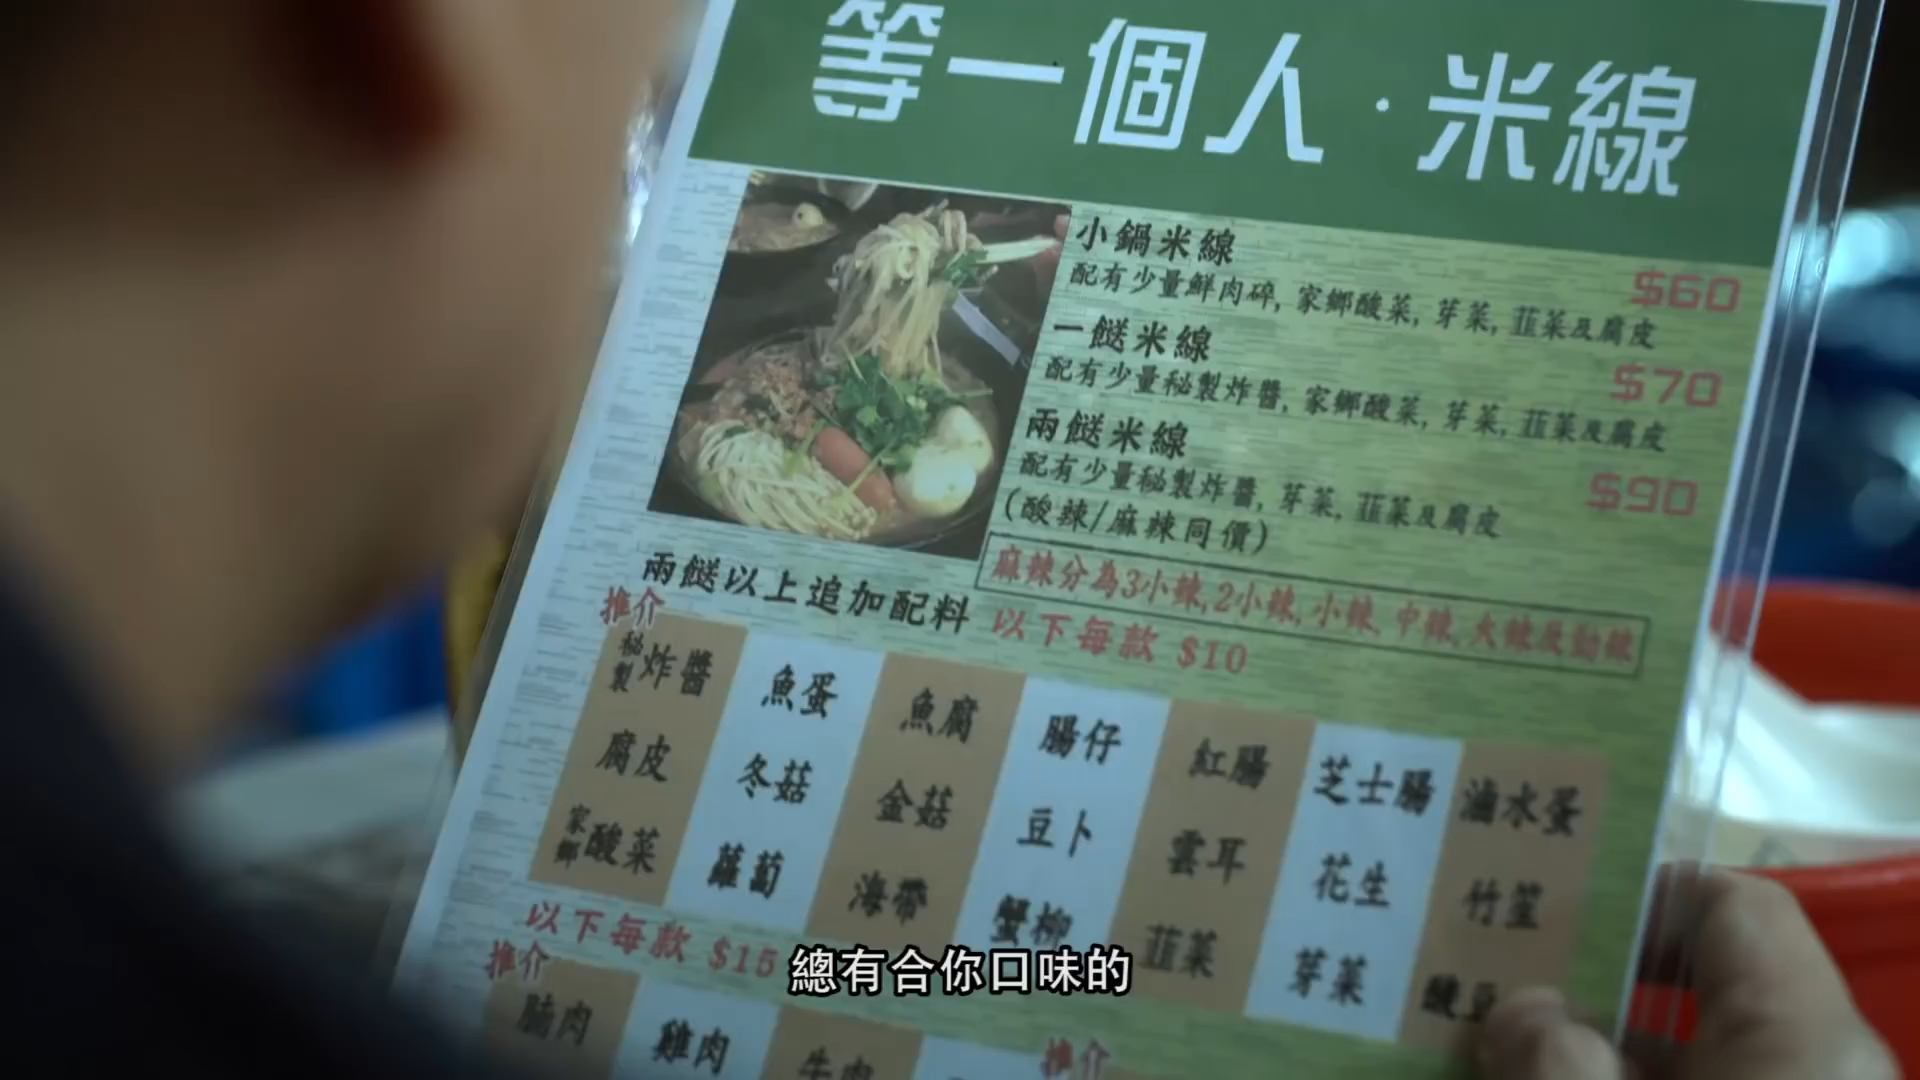 等一個人·米線
小鍋米線
$60
配有少量鮮肉碎, 家鄉酸菜, 芽菜, 韮菜及腐皮
一餸米線
$70
配有少量秘製炸醬, 家鄉酸菜, 芽菜, 韮菜及腐皮
兩餸米線
$90
配有少量秘製炸醬, 芽菜, 韮菜及腐皮
(酸辣/麻辣同價)
麻辣分為3小辣, 2小辣, 小辣, 中辣, 大辣及勁辣
兩餸以上追加配料 以下每款 $10
推介
秘製炸醬 魚蛋 魚腐 腸仔 紅腸 芝士腸 滷水蛋
腐皮 冬菇 金菇 豆卜 雲耳 花生 竹笙
家鄉酸菜 蘿蔔 海帶 蟹柳 韮菜 芽菜 酸豆
以下每款 $15
推介
腩肉 雞肉 牛肉
推介
總有合你口味的